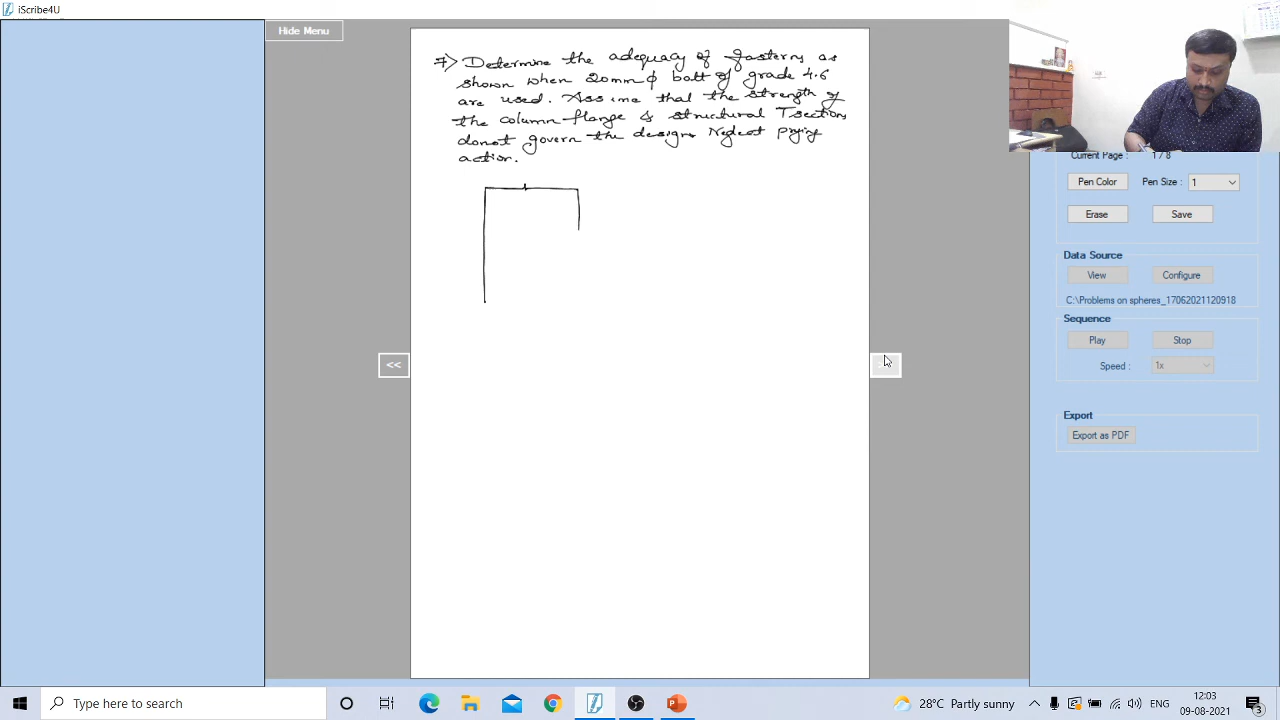 iScribe4U
Hide Menu
7) Determine the adequacy of fasterns as
shown when 20mm ϕ bolt of grade 4.6
are used. Assume that the strength of
the column flange & structural T section
donot govern the design. Neglect prying
action.
<<
Current Page : 1 / 8
Pen Color Pen Size : 1
Erase Save
Data Source
View Configure
C:\Problems on spheres_17062021120918
Sequence
Play Stop
Speed : 1x
Export
Export as PDF
Type here to search
28°C Partly sunny
12:03
09-08-2021
3